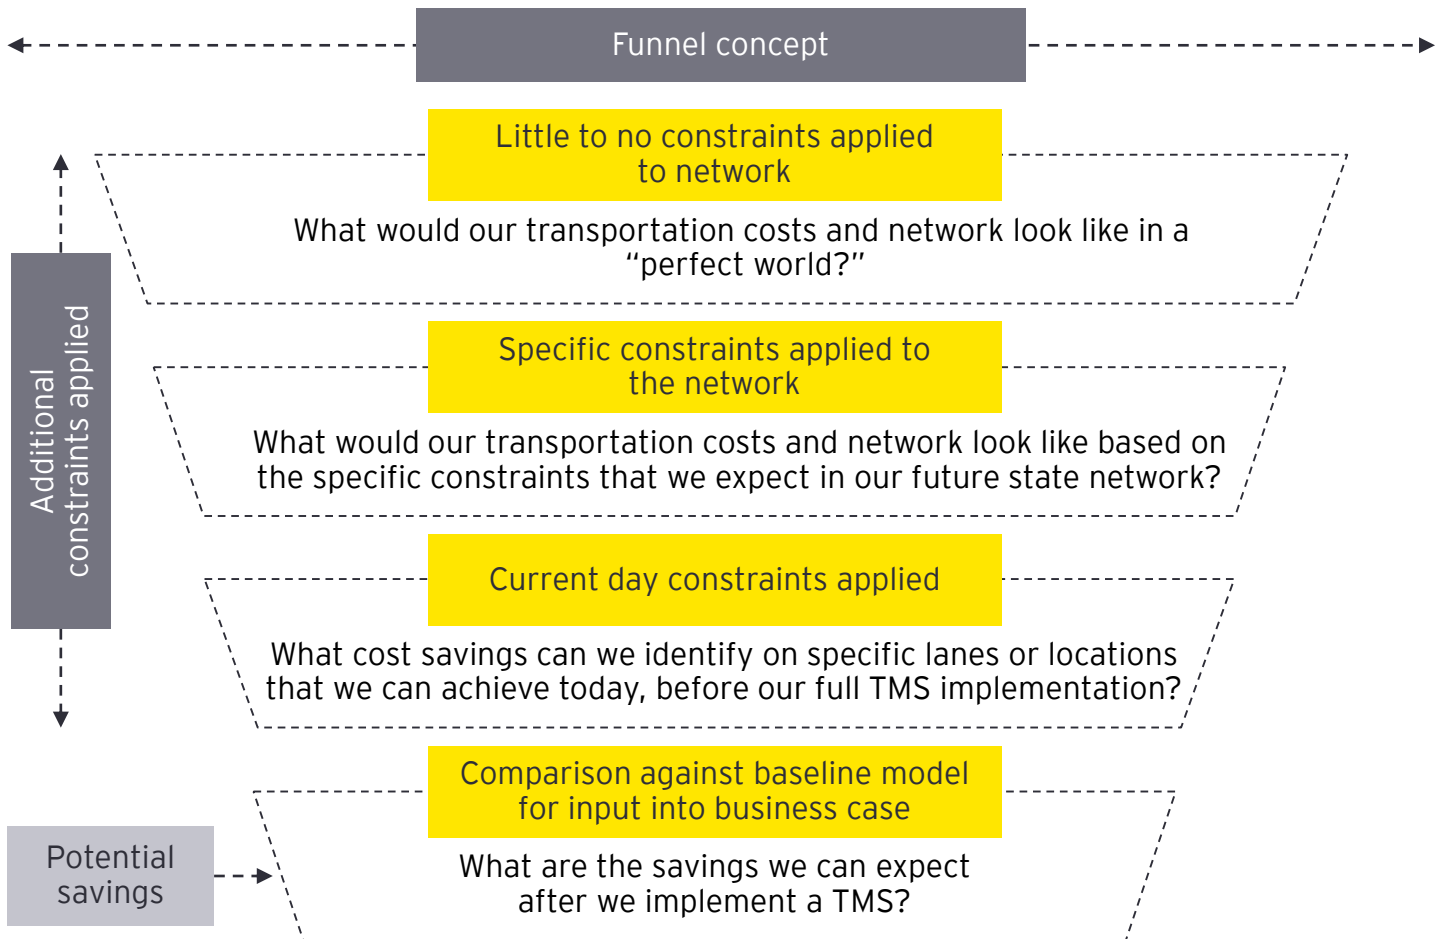 Funnel concept
Little to no constraints applied
to network
What would our transportation costs and network look like in a
“perfect world?”
Additional
constraints applied
Specific constraints applied to
the network
What would our transportation costs and network look like based on
the specific constraints that we expect in our future state network?
Current day constraints applied
What cost savings can we identify on specific lanes or locations
that we can achieve today, before our full TMS implementation?
Comparison against baseline model
for input into business case
Potential
savings
What are the savings we can expect
after we implement a TMS?